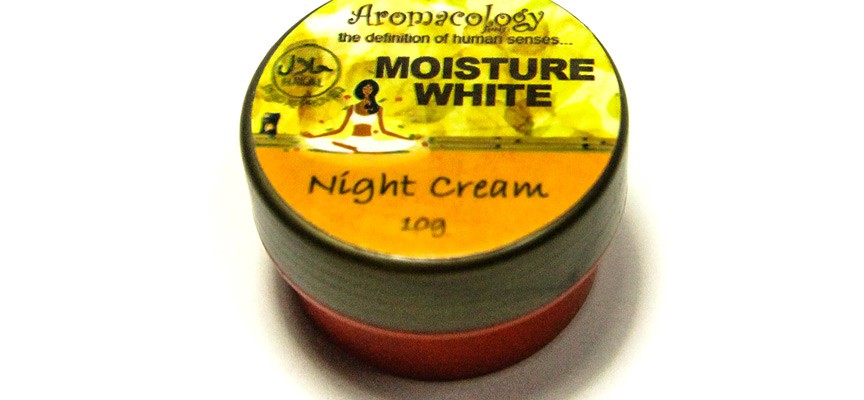 Aromacology
the definition of human senses...
حلال
HALAL
MOISTURE
WHITE
Night Cream
10g